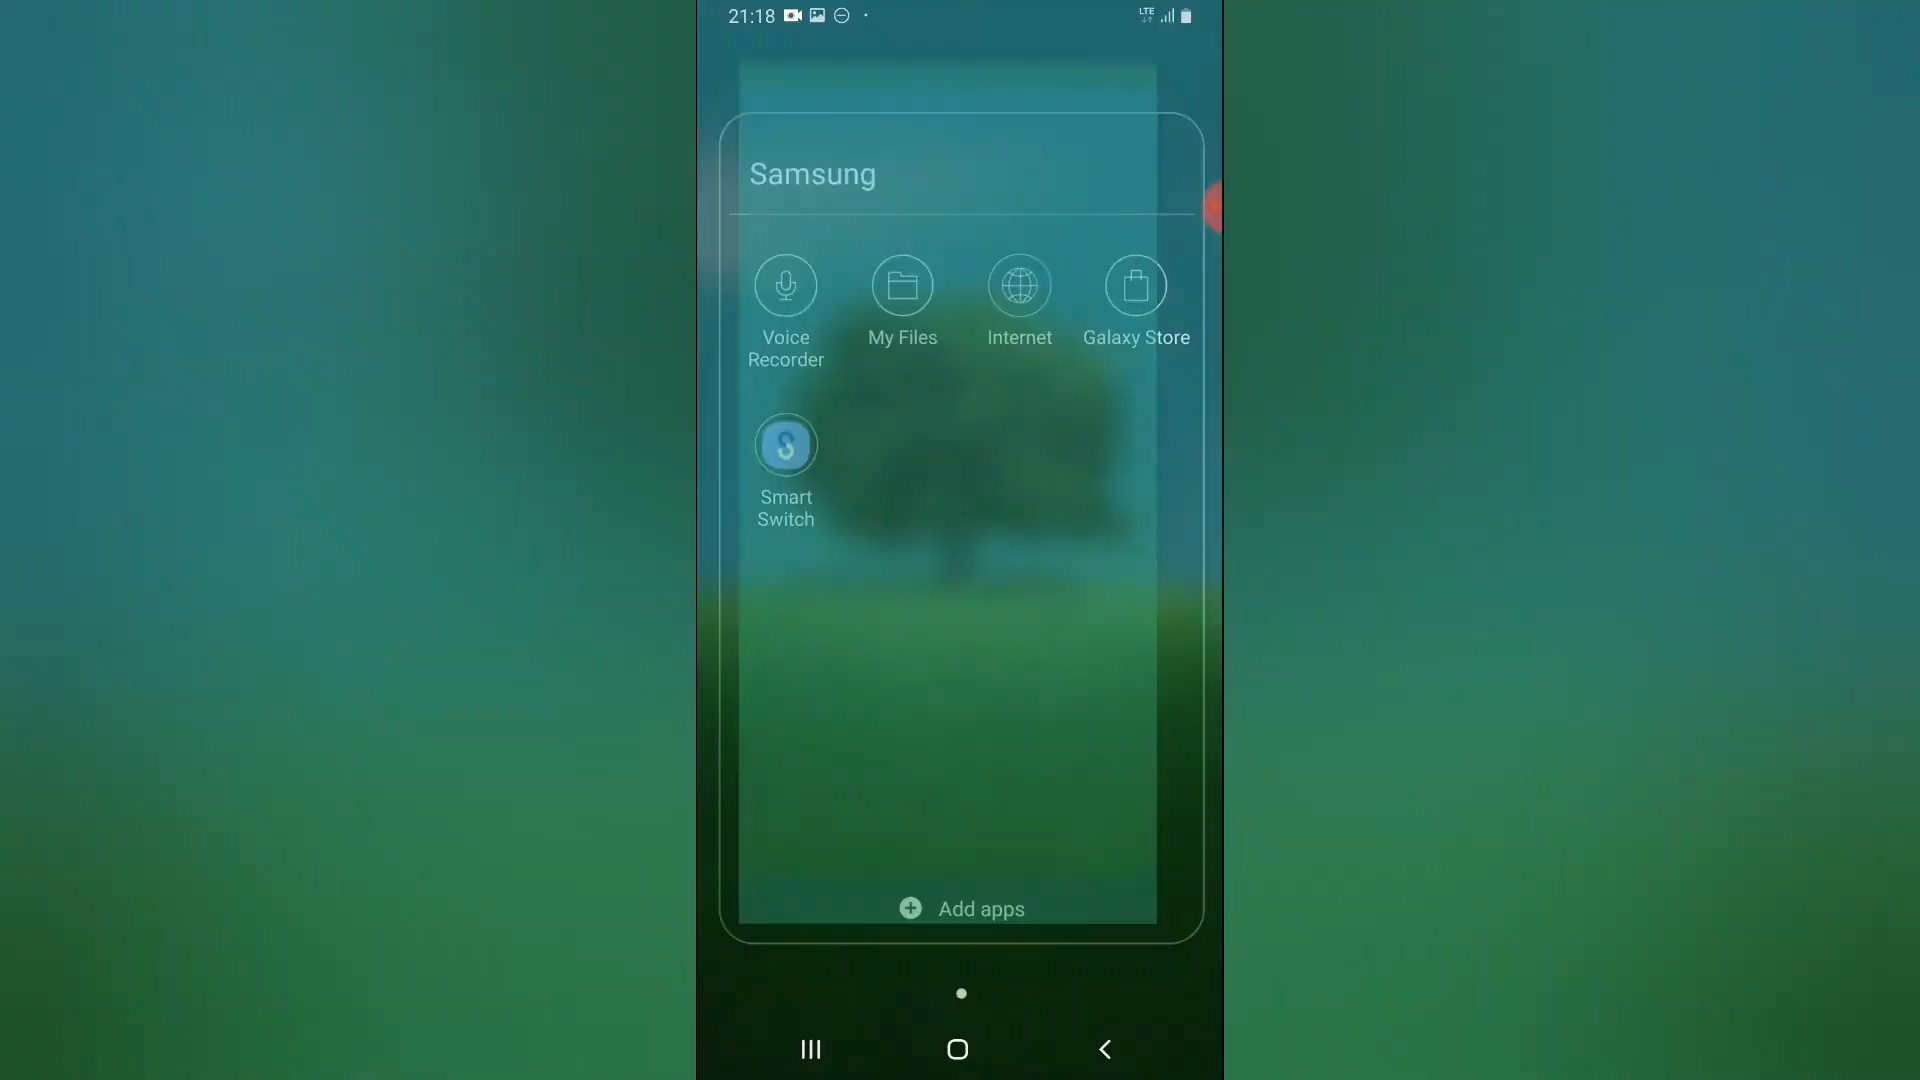 21:18
LTE
Samsung
Voice
Recorder
My Files
Internet
Galaxy Store
Smart
Switch
Add apps